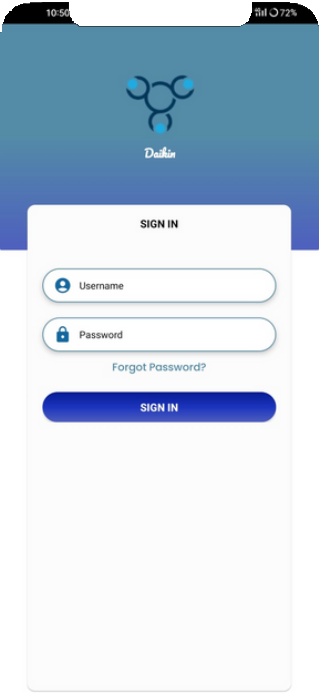 10:50
72%
Daikin
SIGN IN
Username
Password
Forgot Password?
SIGN IN